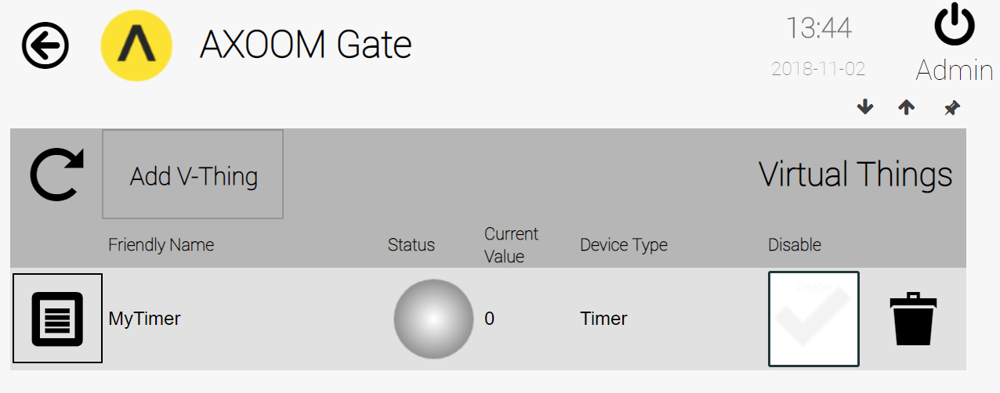 AXOOM Gate
13:44
2018-11-02
Admin
Add V-Thing
Virtual Things
Friendly Name
Status
Current
Value
Device Type
Disable
MyTimer
0
Timer
Disable